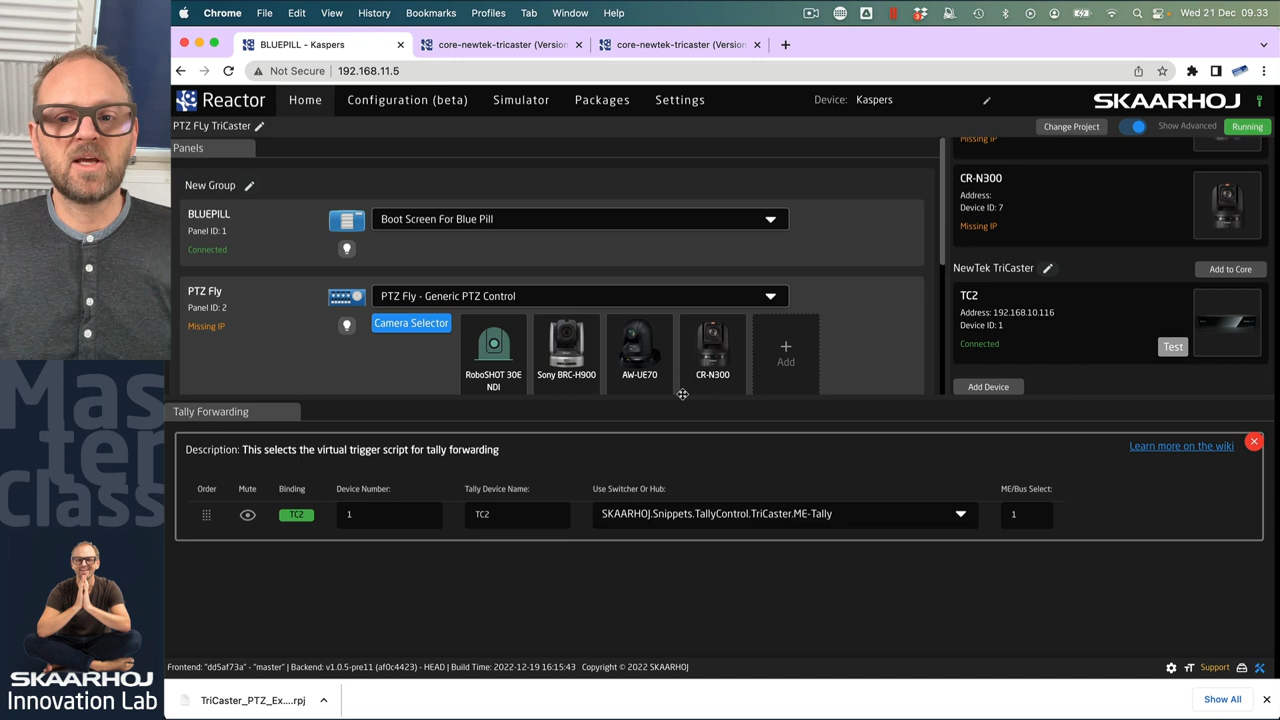 Chrome File Edit View History Bookmarks Profiles Tab Window Help Wed 21 Dec 09.33
BLUEPILL - Kaspers core-newtek-tricaster (Version core-newtek-tricaster (Version
Not Secure 192.168.11.5
Reactor Home Configuration (beta) Simulator Packages Settings Device: Kaspers SKAARHOJ
PTZ FLy TriCaster Change Project Show Advanced Running
Panels
Missing IP
New Group
BLUEPILL
Panel ID: 1
Connected
Boot Screen For Blue Pill
PTZ Fly
Panel ID: 2
Missing IP
PTZ Fly - Generic PTZ Control
Camera Selector
RoboSHOT 30E
NDI
Sony BRC-H900
AW-UE70
CR-N300
+
Add
CR-N300
Address:
Device ID: 7
Missing IP
NewTek TriCaster Add to Core
TC2
Address: 192.168.10.116
Device ID: 1
Connected
Test
Add Device
Tally Forwarding
Description: This selects the virtual trigger script for tally forwarding
Learn more on the wiki
Order Mute Binding Device Number: Tally Device Name: Use Switcher Or Hub: ME/Bus Select:
TC2 1 TC2 SKAARHOJ.Snippets.TallyControl.TriCaster.ME-Tally 1
Frontend: "dd5af73a" - "master" | Backend: v1.0.5-pre11 (af0c4423) - HEAD | Build Time: 2022-12-19 16:15:43 Copyright © 2022 SKAARHOJ
Support
TriCaster_PTZ_Ex....rpj
Show All
Mas
ter
Class
SKAARHOJ
Innovation Lab